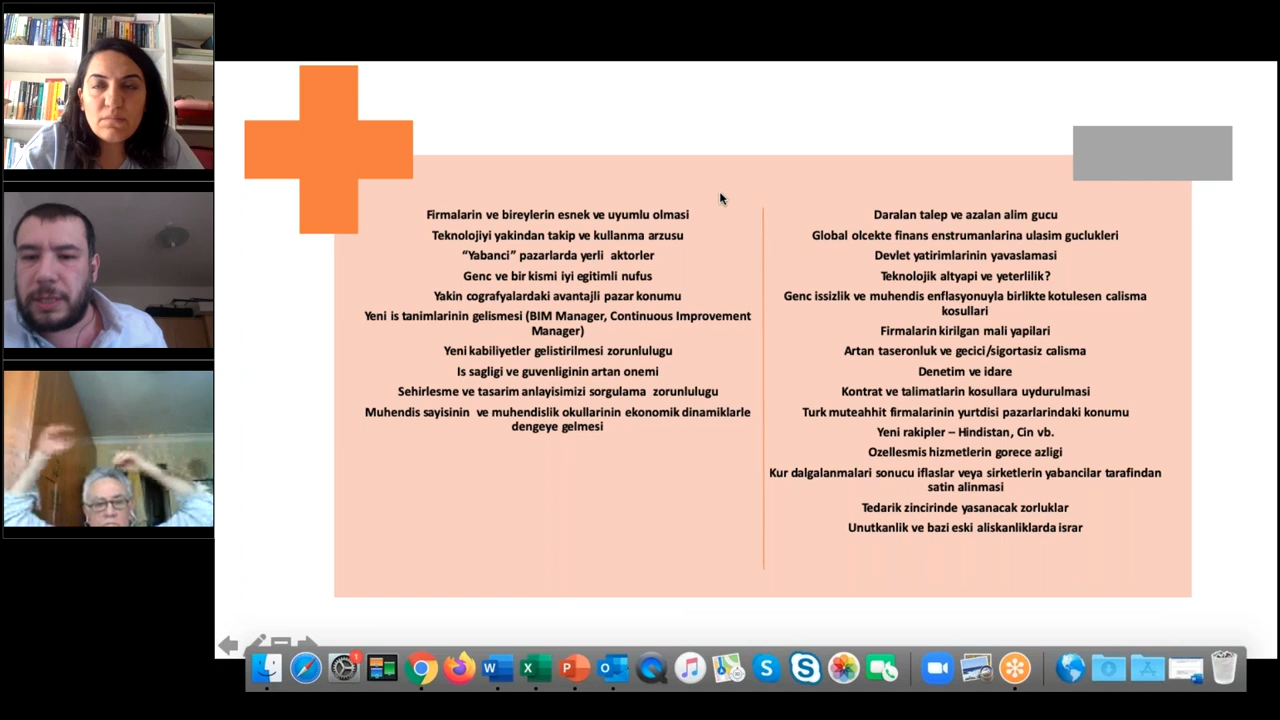 Firmalarin ve bireylerin esnek ve uyumlu olmasi
Teknolojiyi yakindan takip ve kullanma arzusu
“Yabanci” pazarlarda yerli aktorler
Genc ve bir kismi iyi egitimli nufus
Yakin cografyalardaki avantajli pazar konumu
Yeni is tanimlarinin gelismesi (BIM Manager, Continuous Improvement
Manager)
Yeni kabiliyetler gelistirilmesi zorunlulugu
Is sagligi ve guvenliginin artan onemi
Sehirlesme ve tasarim anlayisimizi sorgulama zorunlulugu
Muhendis sayisinin ve muhendislik okullarinin ekonomik dinamiklarle
dengeye gelmesi
Daralan talep ve azalan alim gucu
Global olcekte finans enstrumanlarina ulasim guclukleri
Devlet yatirimlarinin yavaslamasi
Teknolojik altyapi ve yeterlilik?
Genc issizlik ve muhendis enflasyonuyla birlikte kotulesen calisma
kosullari
Firmalarin kirilgan mali yapilari
Artan taseronluk ve gecici/sigortasiz calisma
Denetim ve idare
Kontrat ve talimatlarin kosullara uydurulmasi
Turk muteahhit firmalarinin yurtdisi pazarlarindaki konumu
Yeni rakipler – Hindistan, Cin vb.
Ozellesmis hizmetlerin gorece azligi
Kur dalgalanmalari sonucu iflaslar veya sirketlerin yabancilar tarafindan
satin alinmasi
Tedarik zincirinde yasanacak zorluklar
Unutkanlik ve bazi eski aliskanliklarda israr